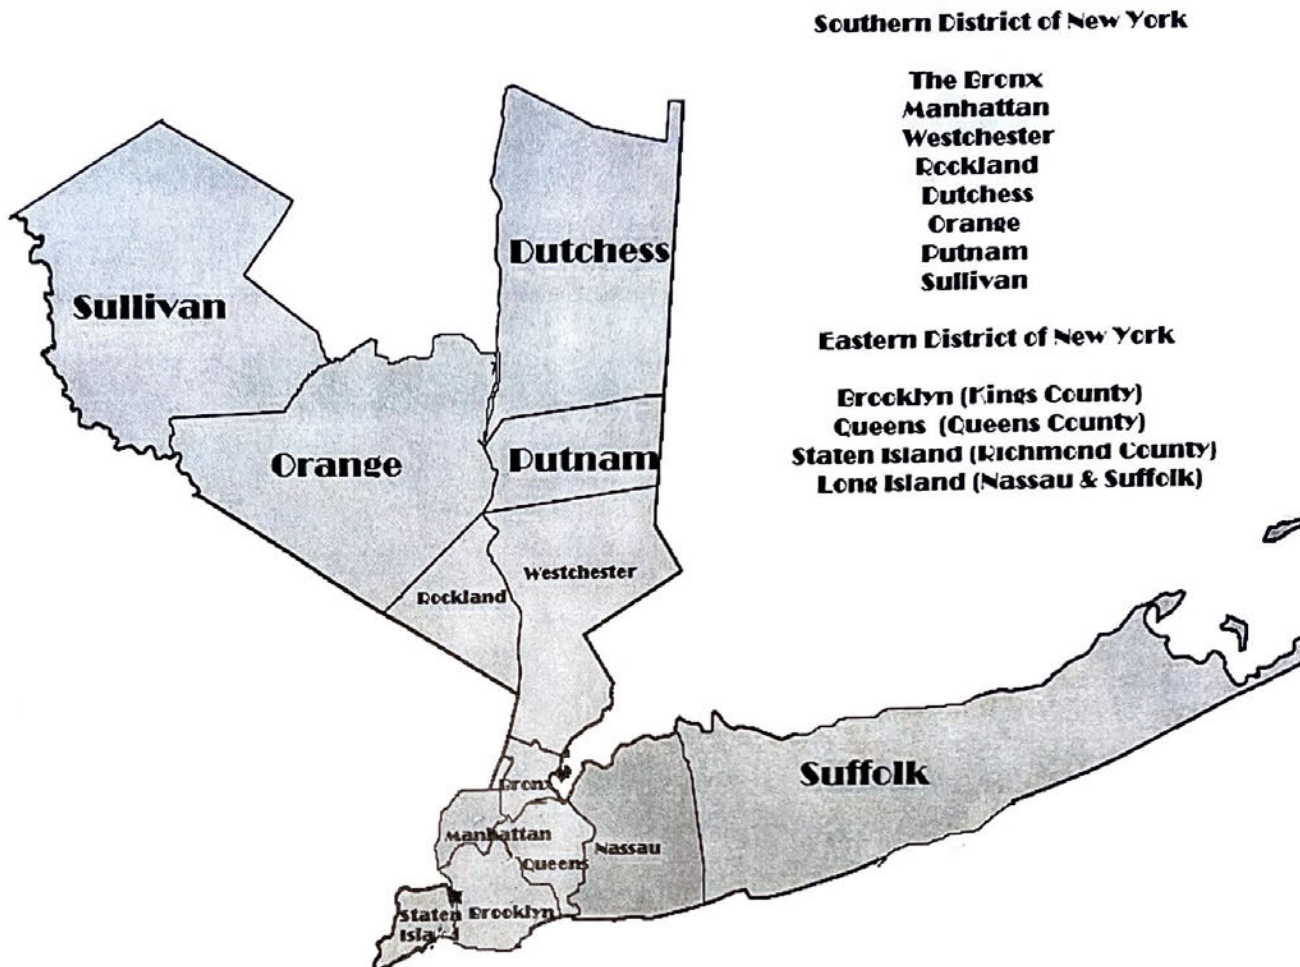 Southern District of New York
The Bronx
Manhattan
Westchester
Rockland
Dutchess
Orange
Putnam
Sullivan
Eastern District of New York
Brooklyn (Kings County)
Queens (Queens County)
Staten Island (Richmond County)
Long Island (Nassau & Suffolk)
Dutchess
Sullivan
Orange
Putnam
Westchester
Rockland
Suffolk
Bronx
Manhattan
Nassau
Queens
Staten
Island
Brooklyn